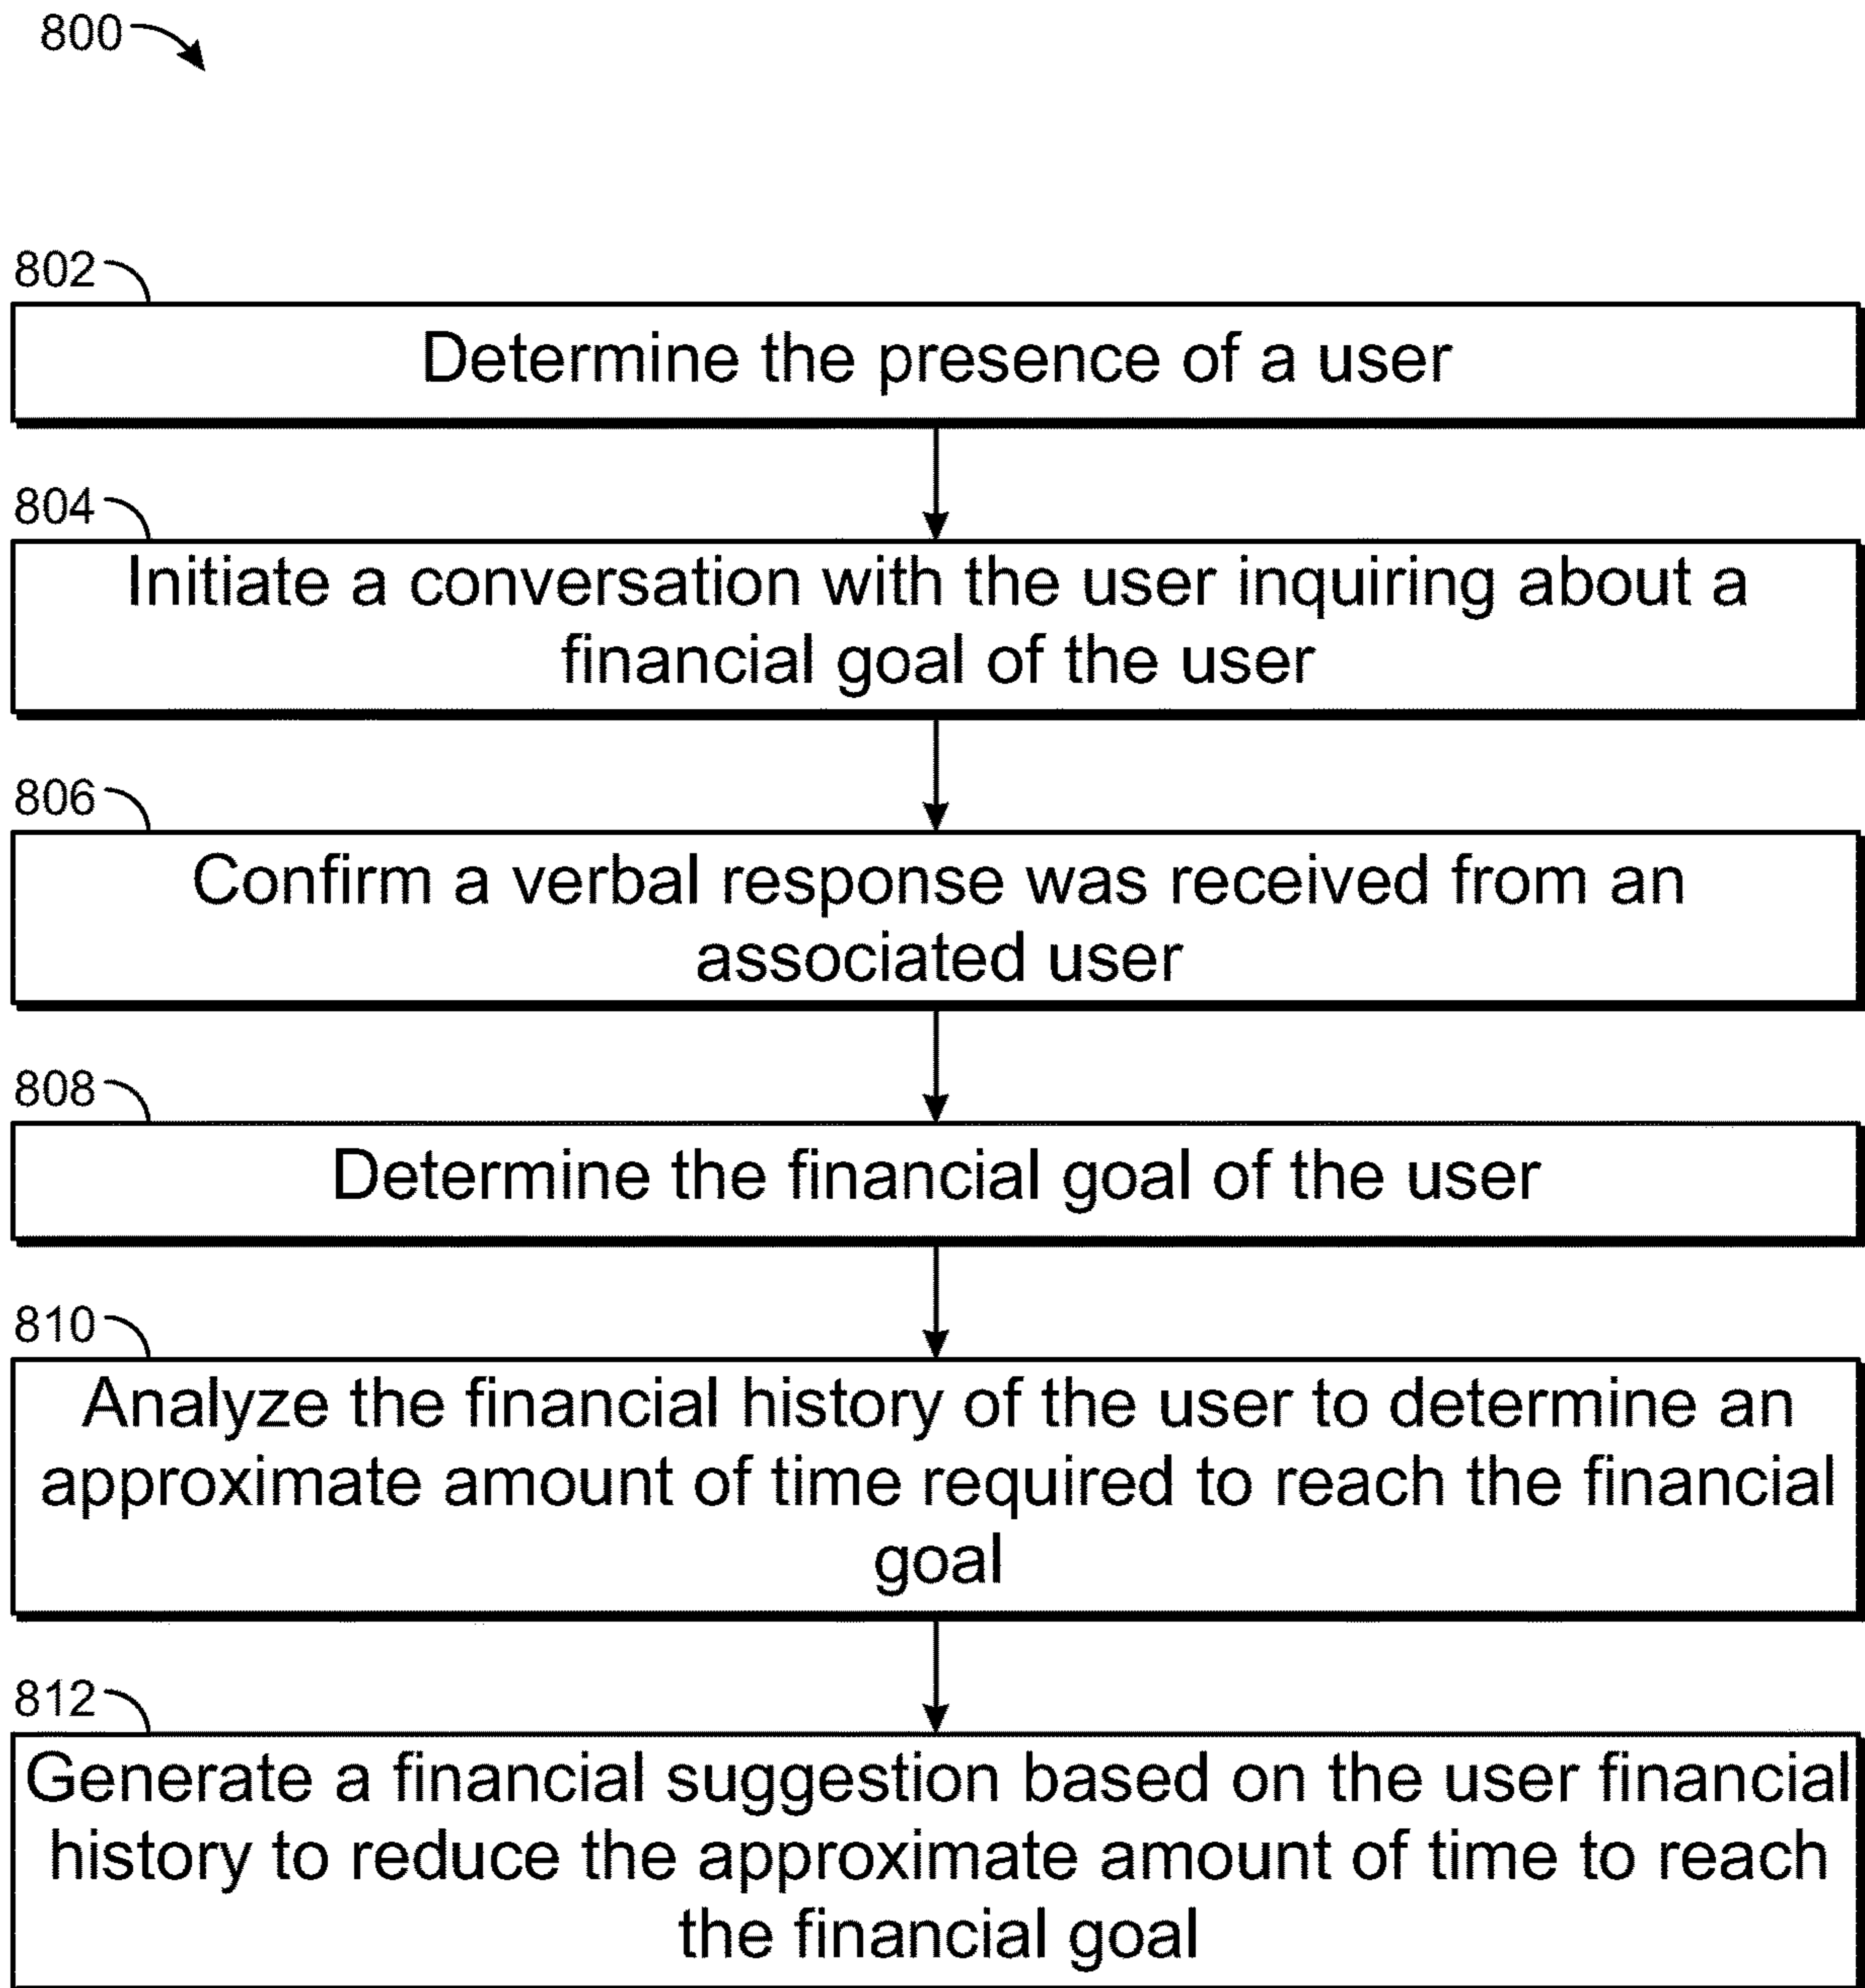 800
802
Determine the presence of a user
804
Initiate a conversation with the user inquiring about a
financial goal of the user
806
Confirm a verbal response was received from an
associated user
808
Determine the financial goal of the user
810
Analyze the financial history of the user to determine an
approximate amount of time required to reach the financial
goal
812
Generate a financial suggestion based on the user financial
history to reduce the approximate amount of time to reach
the financial goal